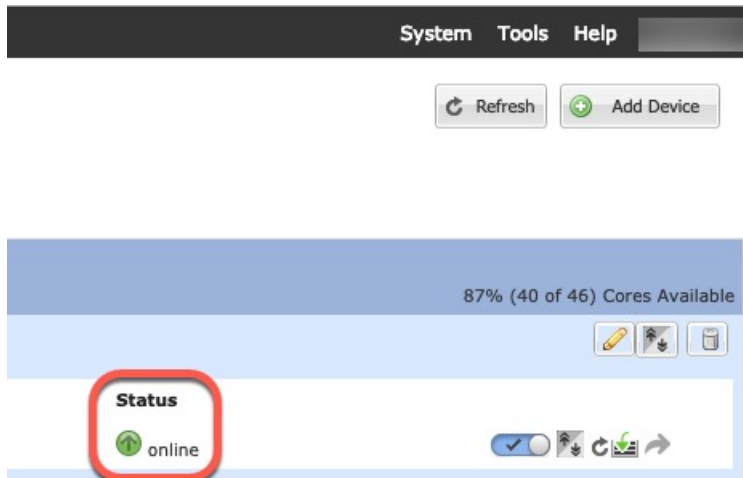 System Tools Help
Refresh Add Device
87% (40 of 46) Cores Available
Status
online